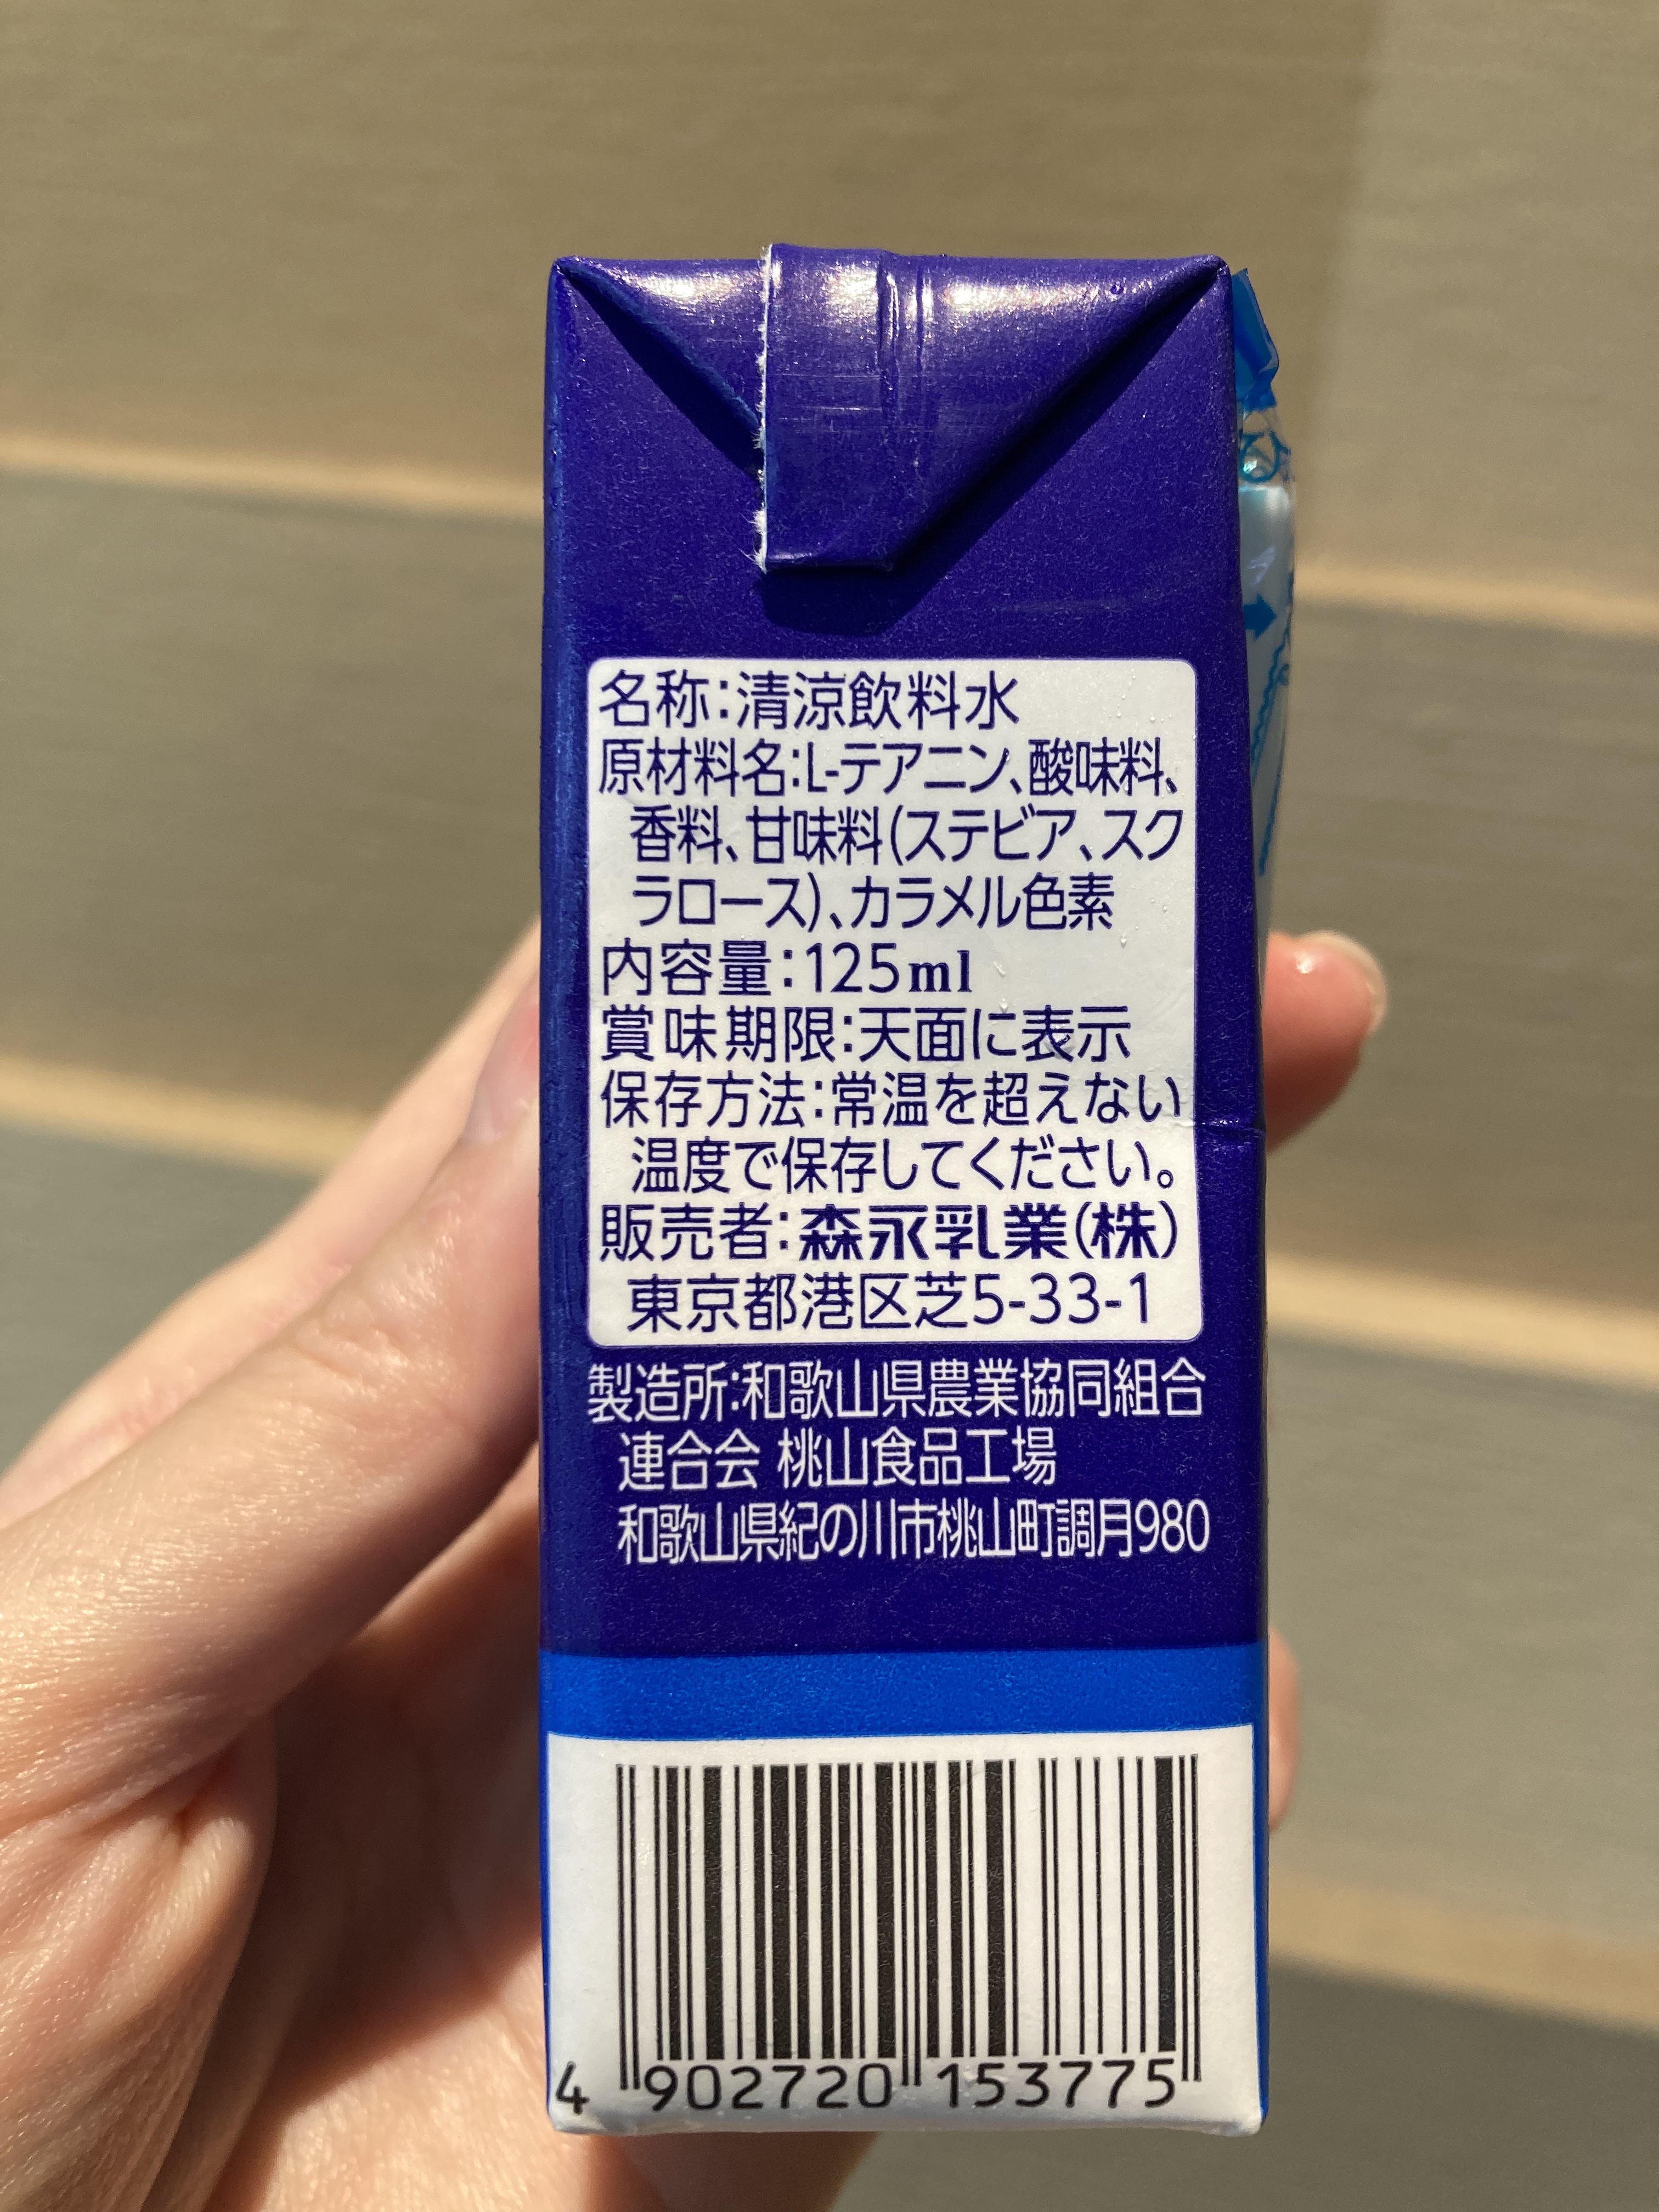 名称:清涼飲料水
原材料名:L-テアニン、酸味料、
香料、甘味料(ステビア、スク
ラロース)、カラメル色素
内容量:125ml
賞味期限:天面に表示
保存方法:常温を超えない
温度で保存してください。
販売者:森永乳業(株)
東京都港区芝5-33-1
製造所:和歌山県農業協同組合
連合会 桃山食品工場
和歌山県紀の川市桃山町調月980
4 902720 153775